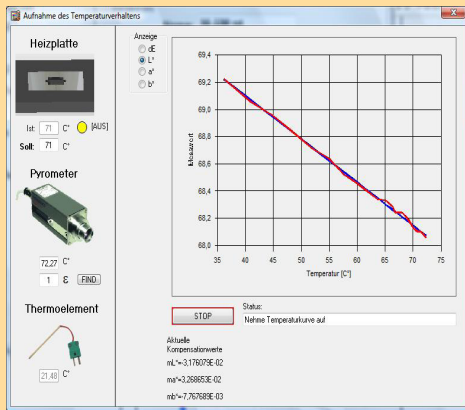 Aufnahme des Temperaturverhaltens
Heizplatte
Ist: 71 C° [AUS]
Soll: 71 C°
Pyrometer
72,27 C°
1 ε FIND
Thermoelement
21,48 C°
Anzeige
dE
L*
a*
b*
69,4
69,2
69,0
68,8
68,6
68,4
68,2
68,0
Messwert
35 40 45 50 55 60 65 70 75
Temperatur [C°]
STOP
Status:
Nehme Temperaturkurve auf
Aktuelle
Kompensationwerte
mL*=-3,176079E-02
ma*=3,268653E-02
mb*=-7,767689E-03